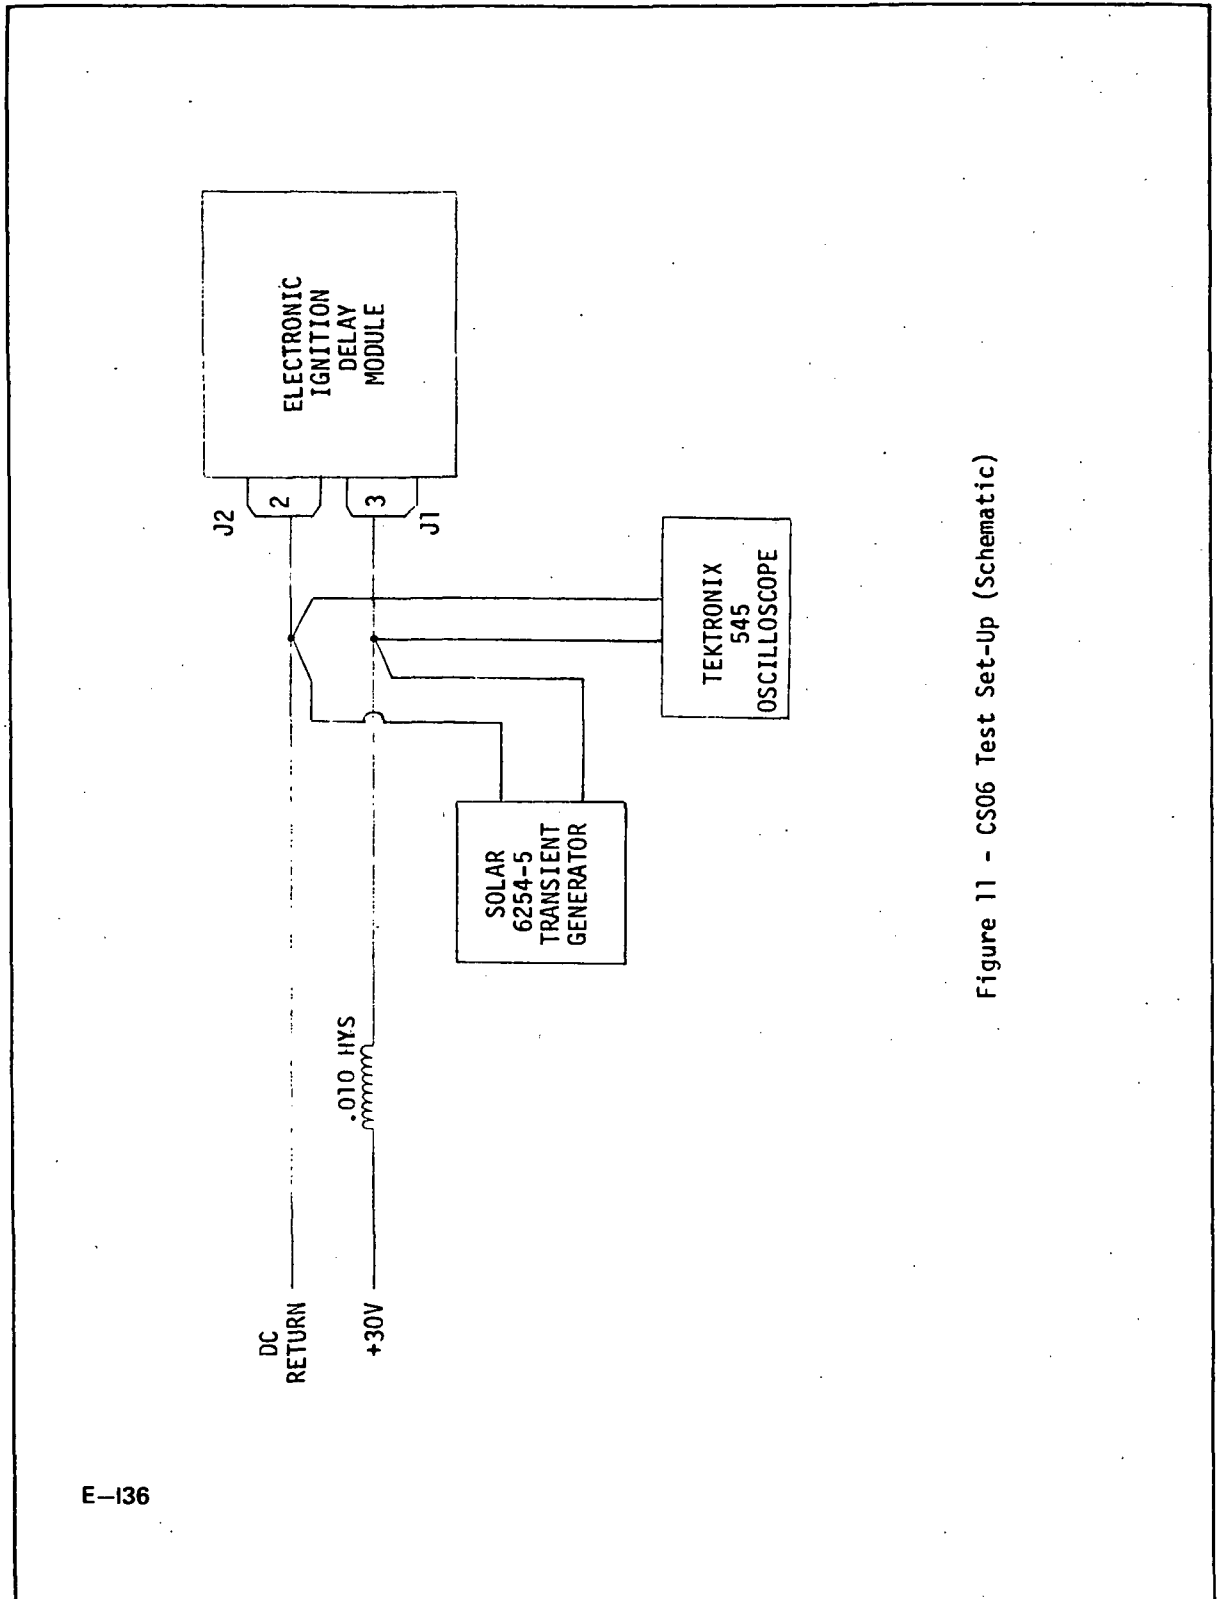 DC
RETURN
+30V
.010 HYS
SOLAR
6254-5
TRANSIENT
GENERATOR
TEKTRONIX
545
OSCILLOSCOPE
J2
2
3
J1
ELECTRONIC
IGNITION
DELAY
MODULE
Figure 11 - CS06 Test Set-Up (Schematic)
E-136